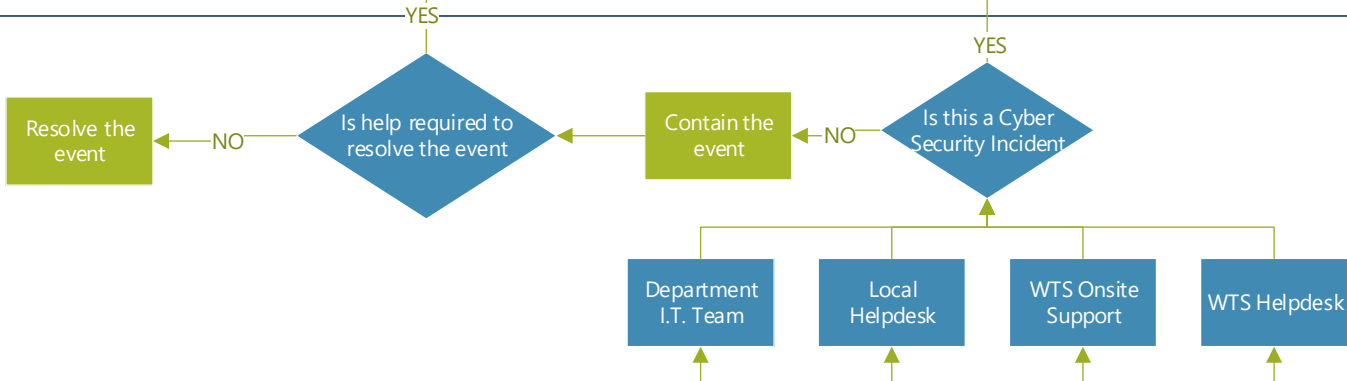 YES
YES
Resolve the
event
NO
Is help required to
resolve the event
Contain the
event
NO
Is this a Cyber
Security Incident
Department
I.T. Team
Local
Helpdesk
WTS Onsite
Support
WTS Helpdesk